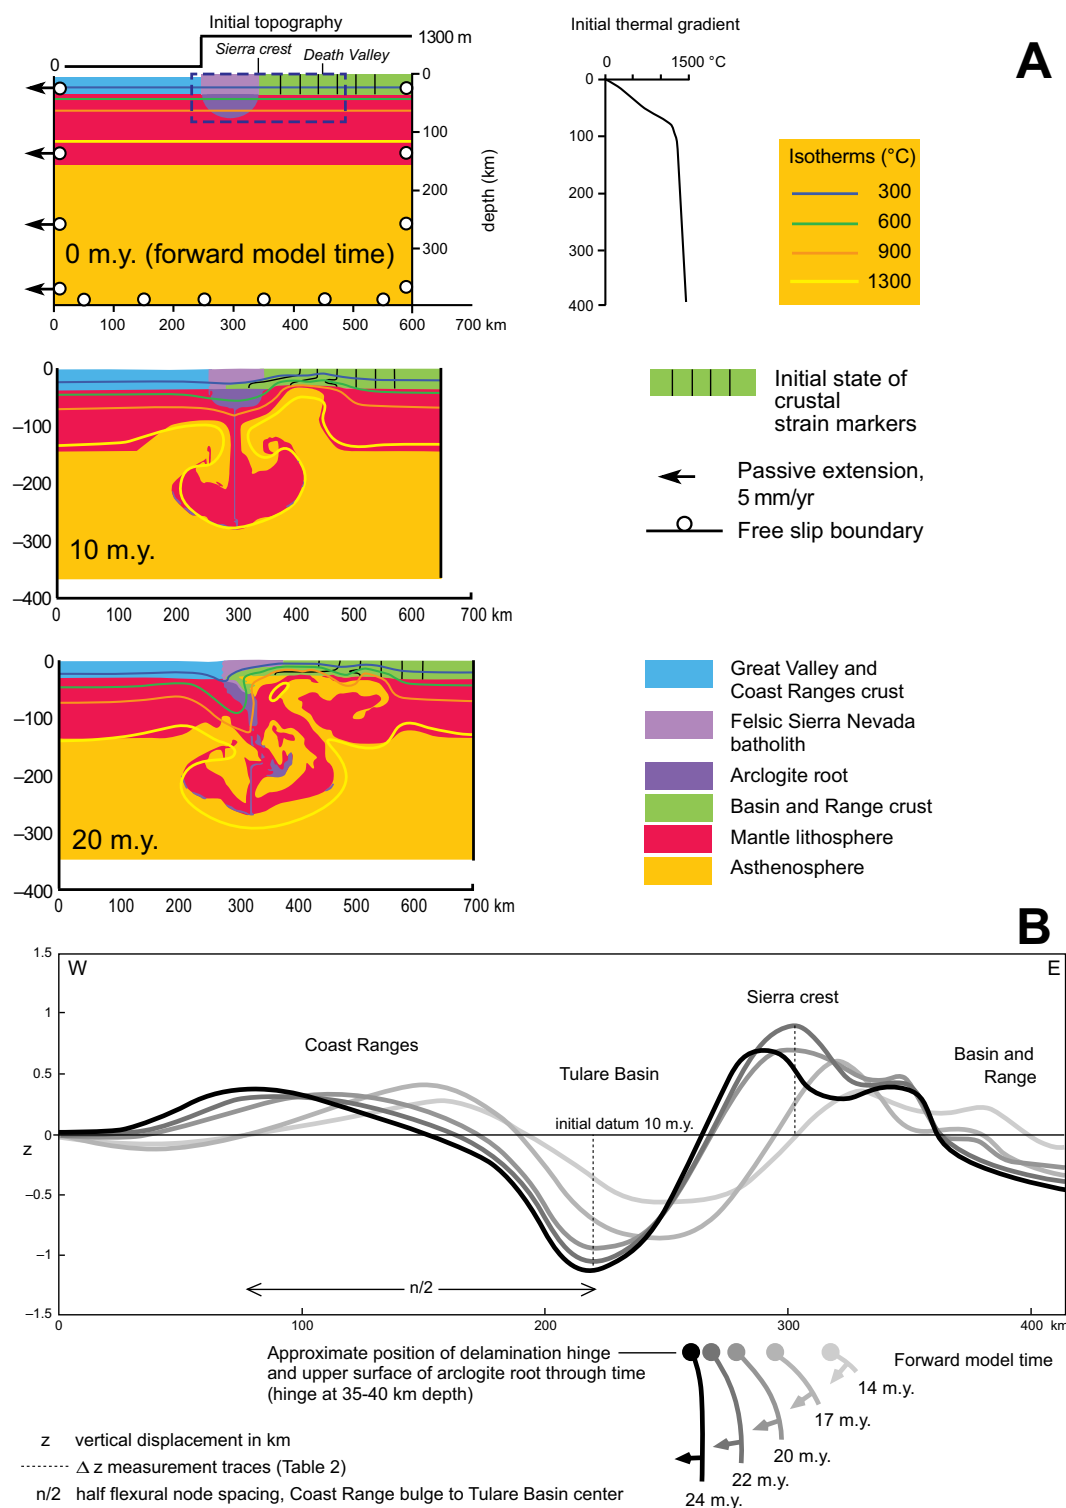 Initial topography
1300 m
0
Sierra crest
Death Valley
0
100
200
300
depth (km)
0 m.y. (forward model time)
0 100 200 300 400 500 600 700 km
Initial thermal gradient
0 1500 °C
0
100
200
300
400
A
Isotherms (°C)
300
600
900
1300
0
–100
–200
–300
–400
10 m.y.
0 100 200 300 400 500 600 700 km
Initial state of
crustal
strain markers
Passive extension,
5 mm/yr
Free slip boundary
0
–100
–200
–300
–400
20 m.y.
0 100 200 300 400 500 600 700 km
Great Valley and
Coast Ranges crust
Felsic Sierra Nevada
batholith
Arclogite root
Basin and Range crust
Mantle lithosphere
Asthenosphere
B
1.5
1
0.5
0
z
–0.5
–1
–1.5
W
E
Coast Ranges
Tulare Basin
initial datum 10 m.y.
Sierra crest
Basin and
Range
n/2
0 100 200 300 400 km
Approximate position of delamination hinge
and upper surface of arclogite root through time
(hinge at 35-40 km depth)
Forward model time
14 m.y.
17 m.y.
20 m.y.
22 m.y.
24 m.y.
z vertical displacement in km
Δ z measurement traces (Table 2)
n/2 half flexural node spacing, Coast Range bulge to Tulare Basin center